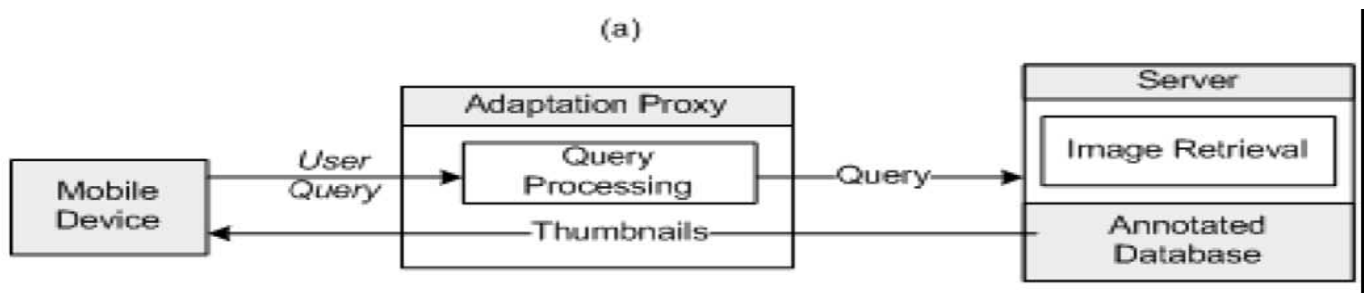 (a)
Server
Adaptation Proxy
Image Retrieval
User
Query
Query
Processing
Query
Mobile
Device
Thumbnails
Annotated
Database